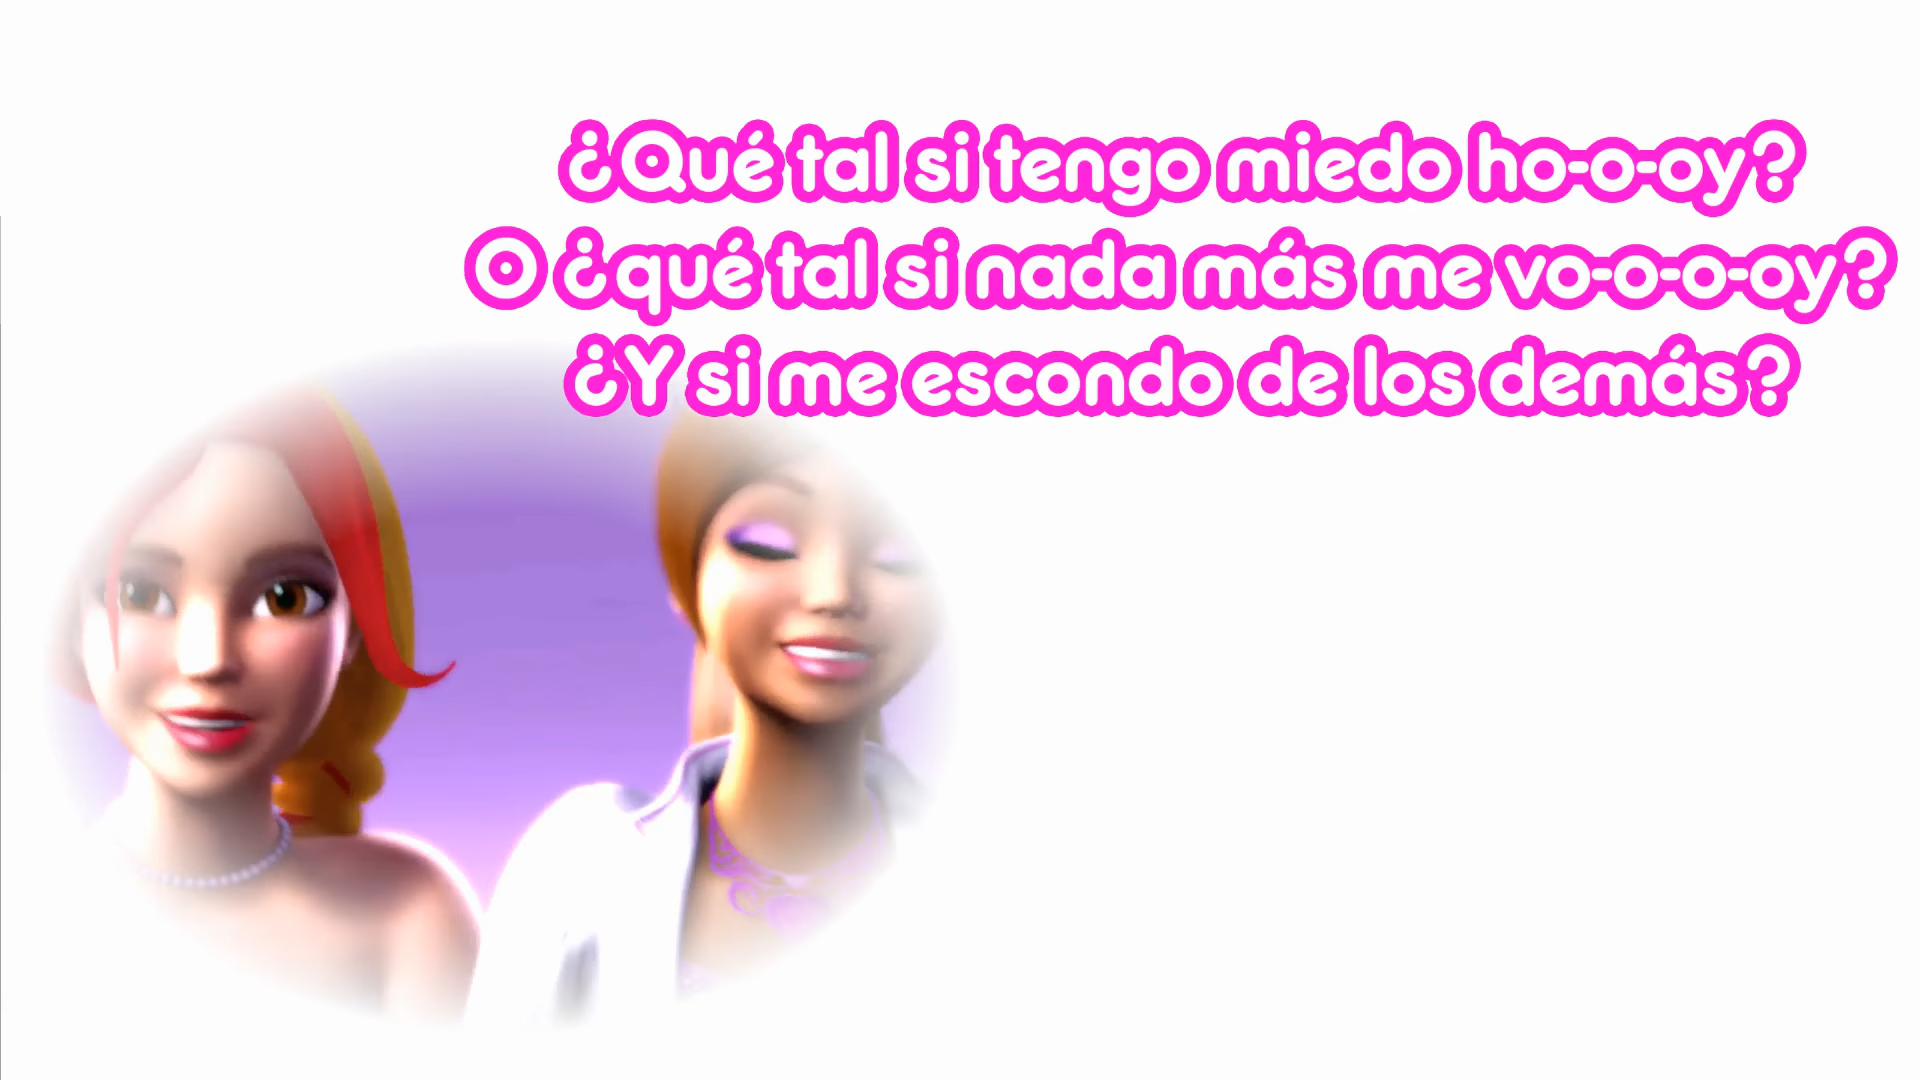 ¿Qué tal si tengo miedo ho-o-oy?
O ¿qué tal si nada más me vo-o-o-oy?
¿Y si me escondo de los demás?